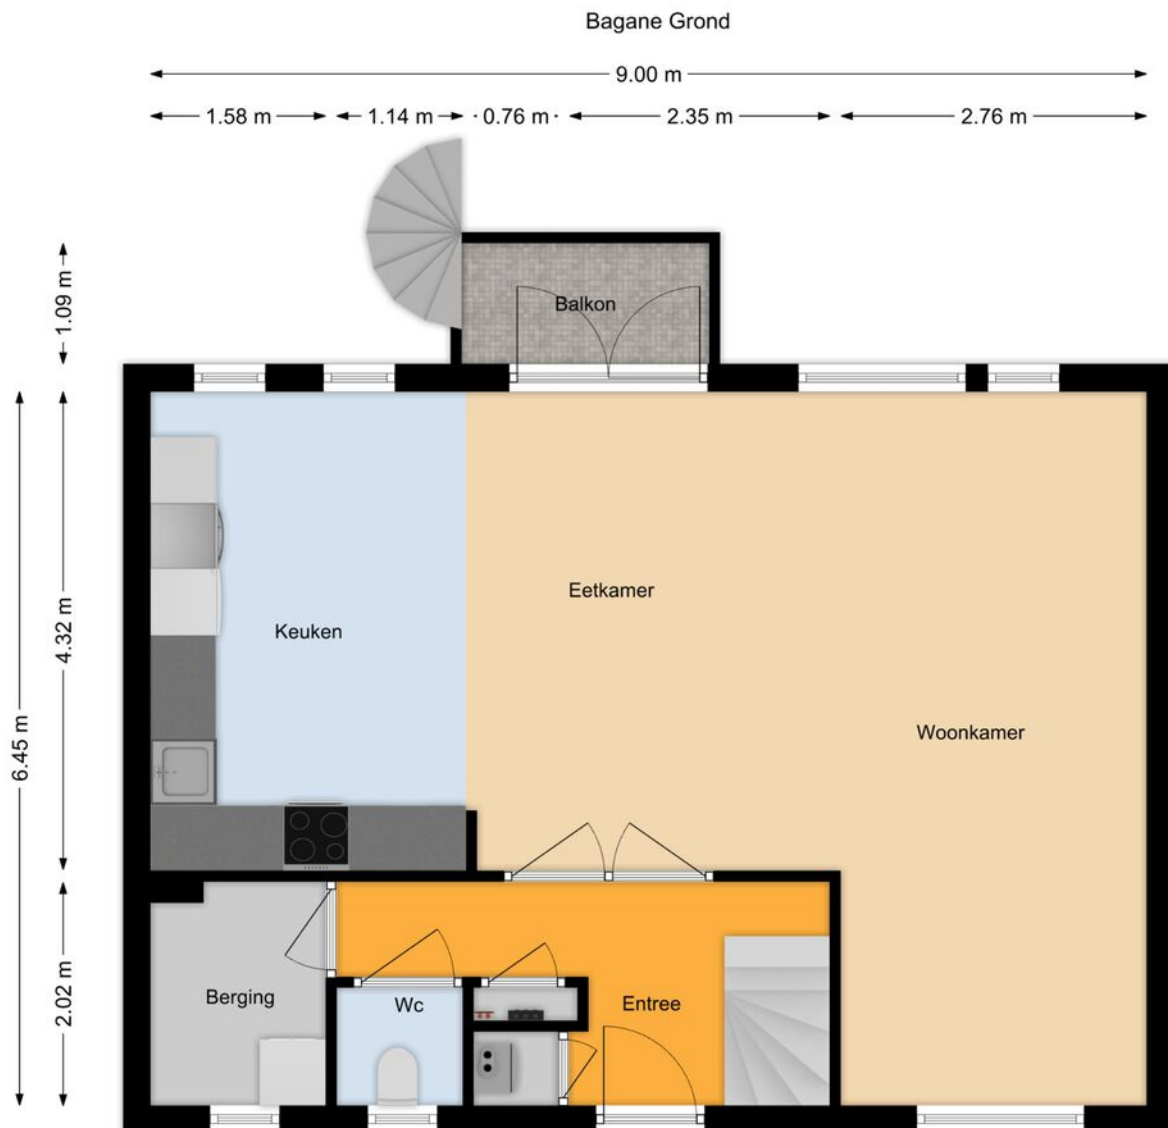 Bagane Grond
9.00 m
1.58 m
1.14 m
0.76 m
2.35 m
2.76 m
1.09 m
Balkon
4.32 m
6.45 m
Eetkamer
Keuken
Woonkamer
2.02 m
Berging
Wc
Entree